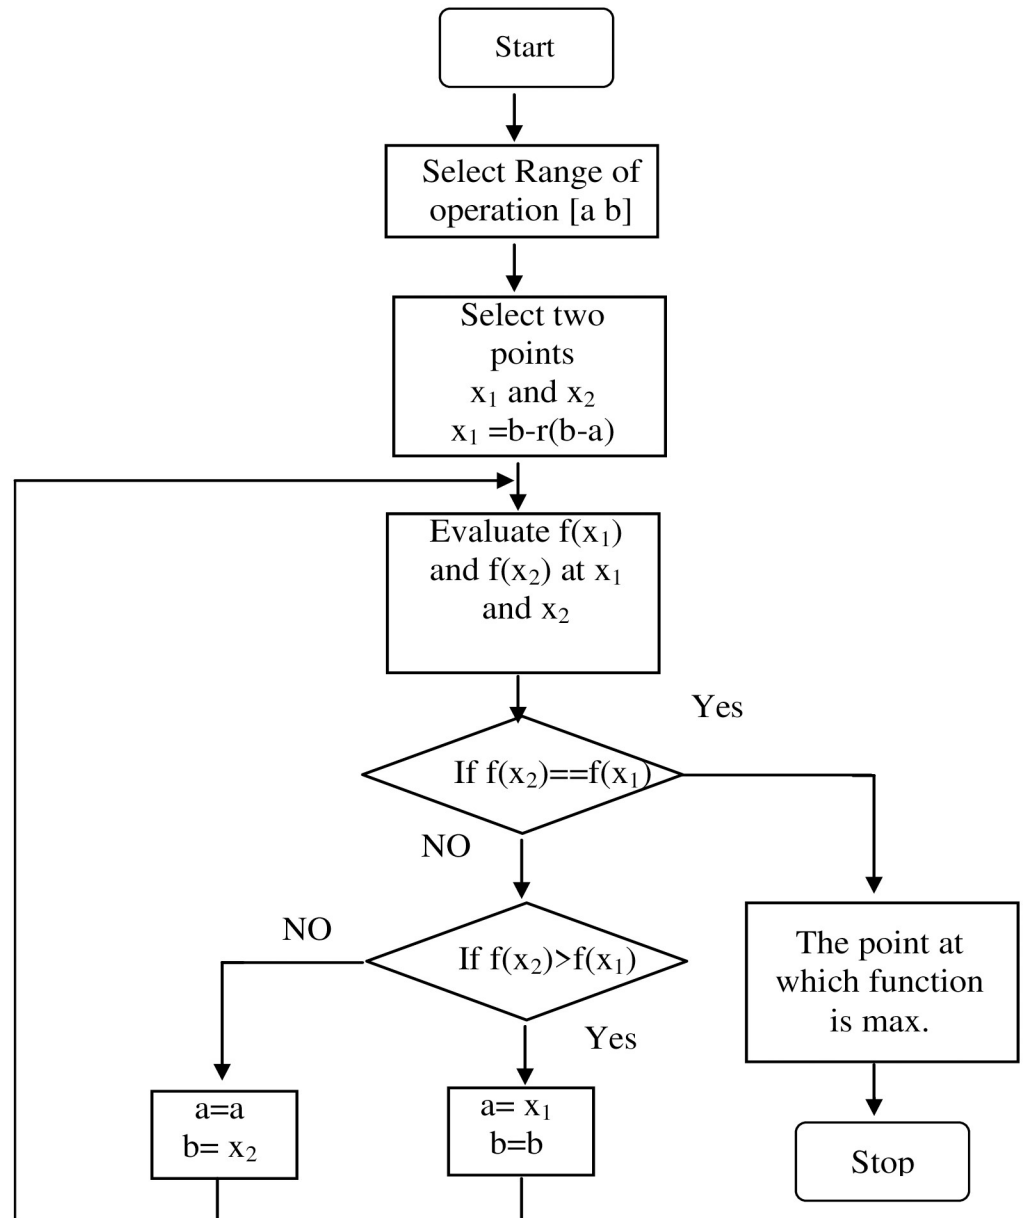 Start
Select Range of
operation [a b]
Select two
points
x₁ and x₂
x₁ =b-r(b-a)
Evaluate f(x₁)
and f(x₂) at x₁
and x₂
Yes
If f(x₂)==f(x₁)
NO
NO
If f(x₂)>f(x₁)
Yes
The point at
which function
is max.
a=a
b= x₂
a= x₁
b=b
Stop